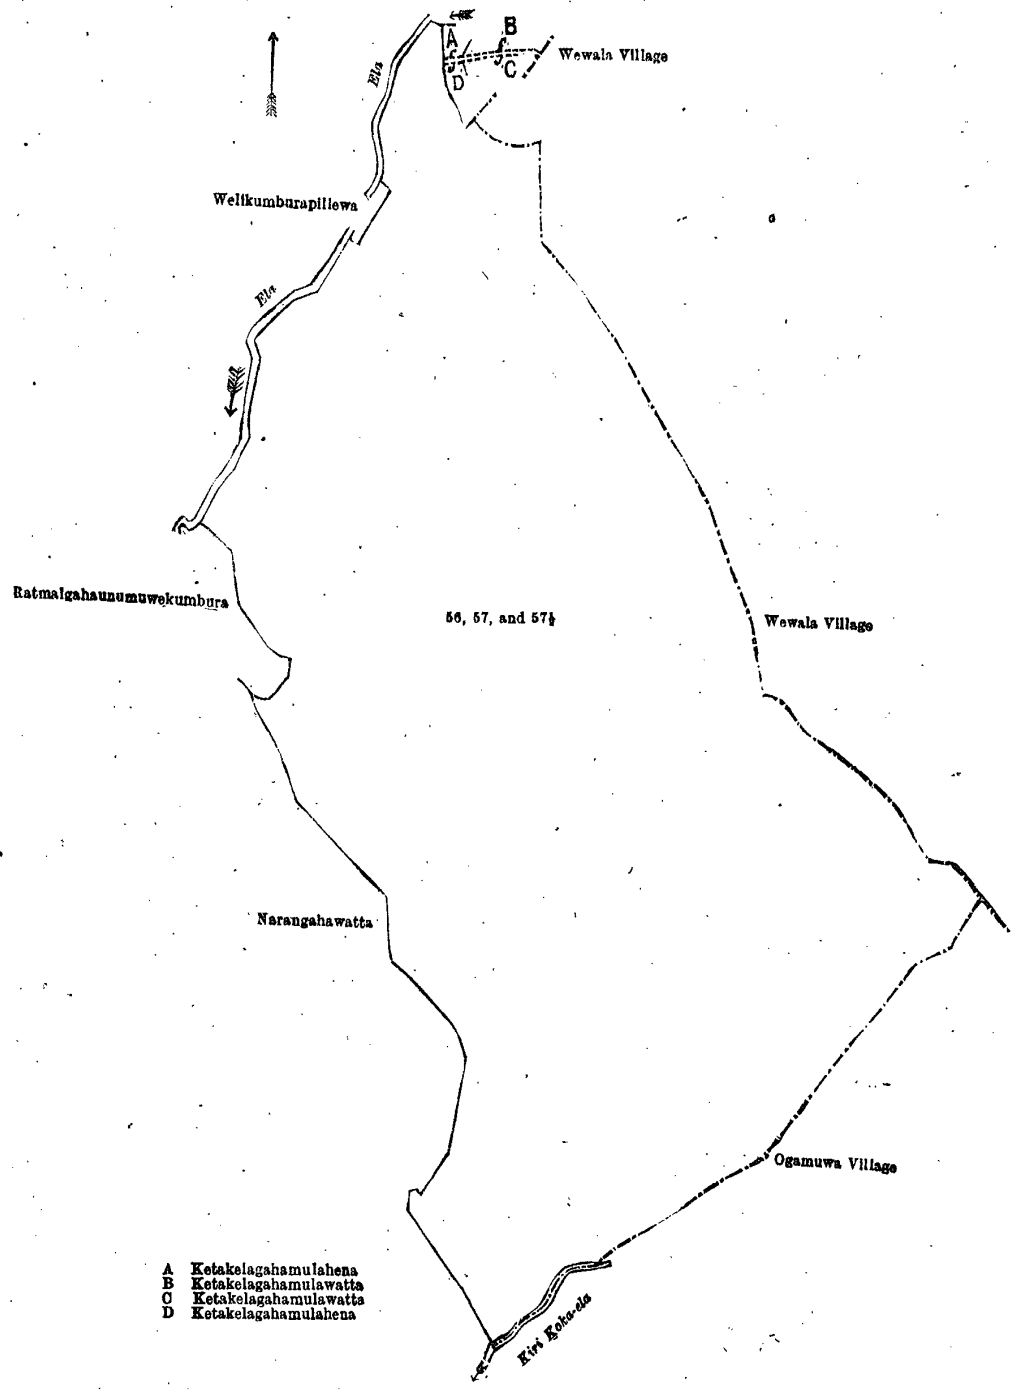 A
B
Wewala Village
C
D
Ela
Welikumburapillewa
Ela
Ratmalgahaunumuwekumbura
56, 57, and 57½
Wewala Village
Narangahawatta
Ogamuwa Village
A Ketakelagahamulahena
B Ketakelagahamulawatta
C Ketakelagahamulawatta
D Ketakelagahamulahena
Kiri Koka-ela